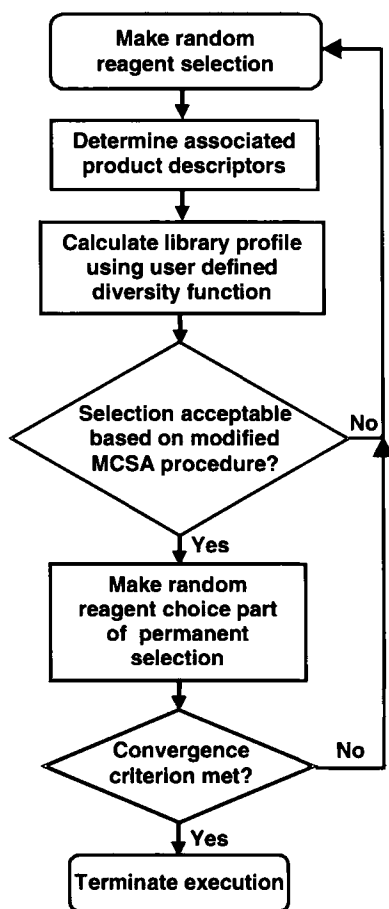 Make random
reagent selection
Determine associated
product descriptors
Calculate library profile
using user defined
diversity function
Selection acceptable
based on modified
MCSA procedure?
No
Yes
Make random
reagent choice part
of permanent
selection
Convergence
criterion met?
No
Yes
Terminate execution